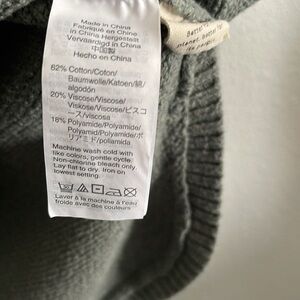 Made in China
Fabriqué en Chine
In China Hergestellt
Vervaardigd in China
中国製
Hecho en China
62% Cotton/Coton/
Baumwolle/Katoen/綿/
algodón
20% Viscose/Viscose/
Viskose/Viscose/ビスコ
ース/Viscosa
18% Polyamide/Polyamide/
Polyamid/Polyamide/ポ
リアミド/poliamida
Machine wash cold with
like colors, gentle cycle.
Non-chlorine bleach only.
Lay flat to dry. Iron on
lowest setting.
Laver à la machine à l'eau
froide avec des couleurs